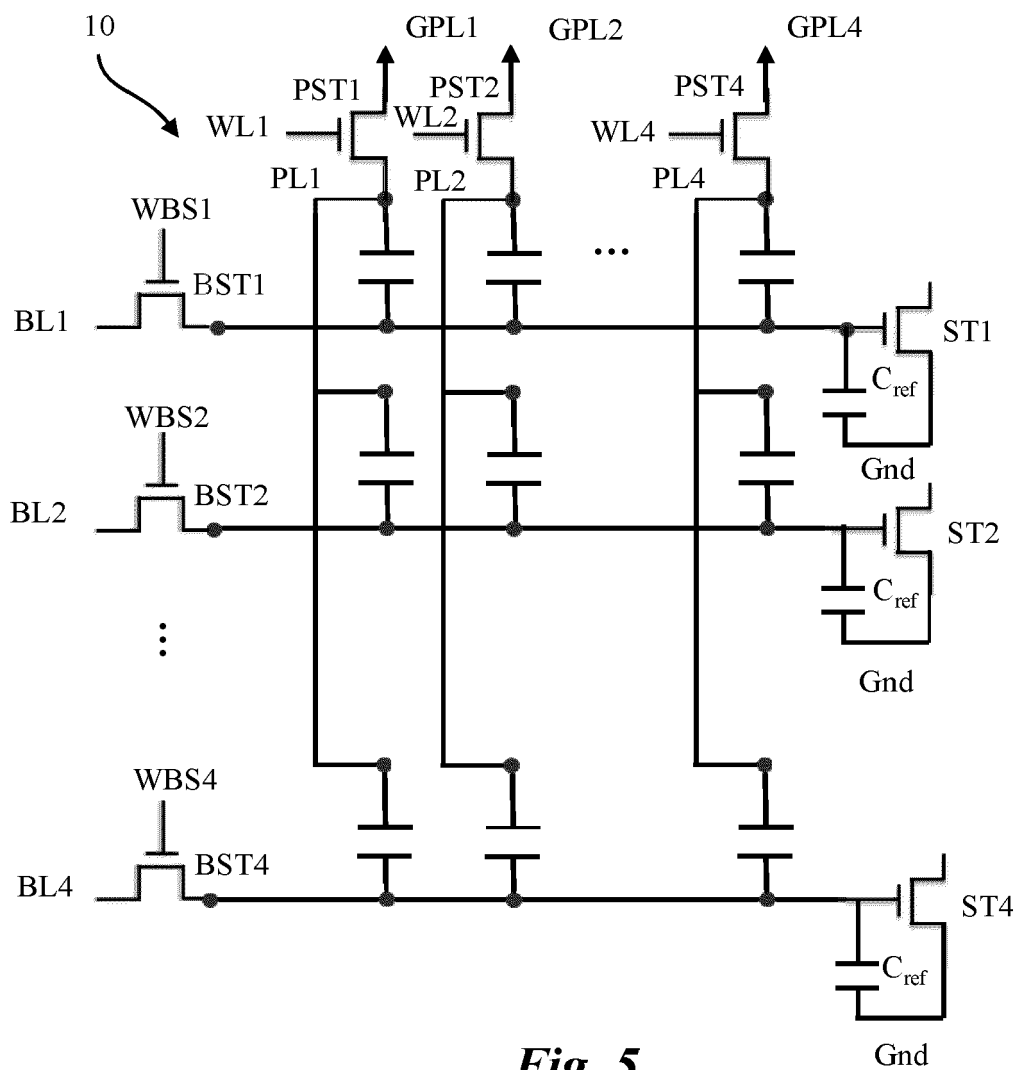 10
GPL1
GPL2
GPL4
PST1
PST2
PST4
WL1
WL2
WL4
PL1
PL2
PL4
WBS1
...
BST1
BL1
ST1
Cref
WBS2
Gnd
BST2
BL2
ST2
Cref
...
Gnd
WBS4
BST4
BL4
ST4
Cref
Gnd
Fig. 5